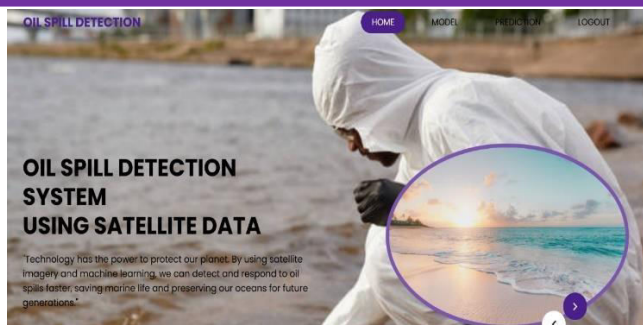 OIL SPILL DETECTION
HOME
MODEL
PREDICTION
LOGOUT
OIL SPILL DETECTION
SYSTEM
USING SATELLITE DATA
"Technology has the power to protect our planet. By using satellite
imagery and machine learning, we can detect and respond to oil
spills faster, saving marine life and preserving our oceans for future
generations."